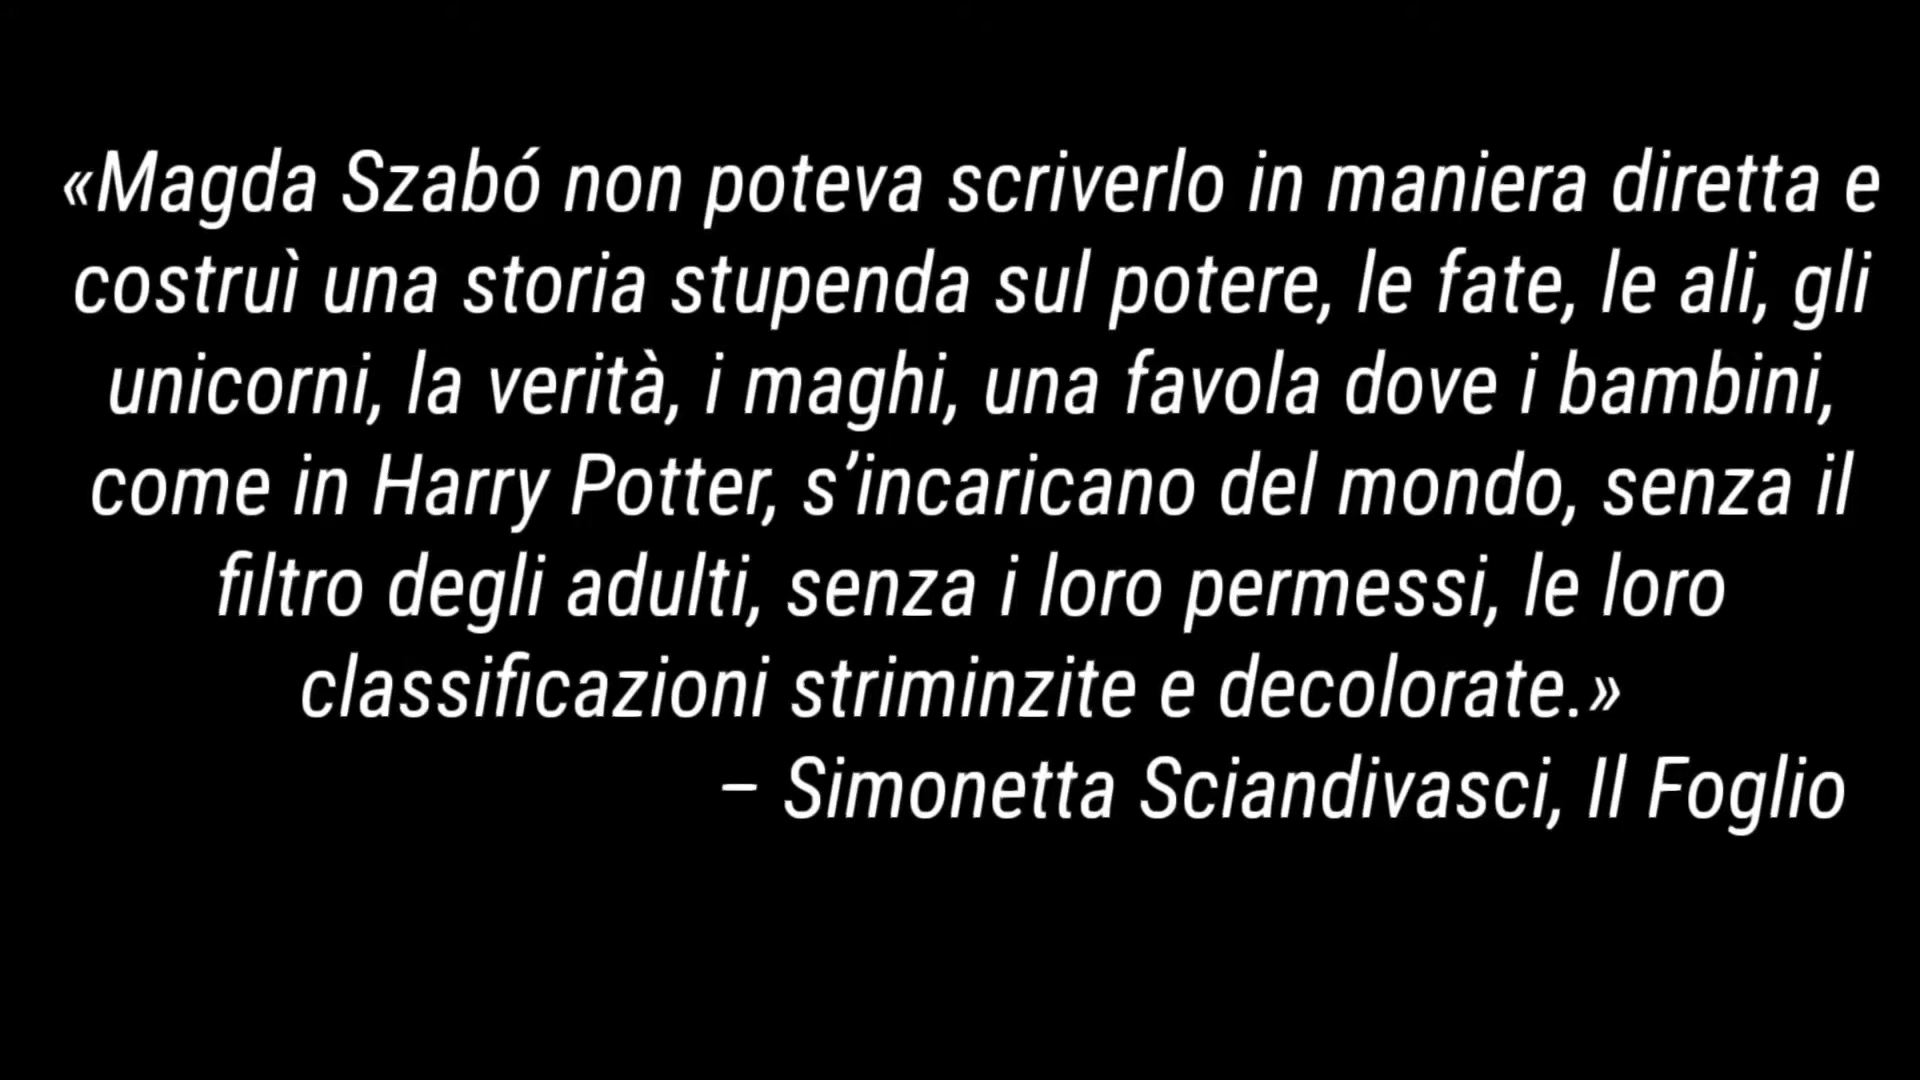 «Magda Szabó non poteva scriverlo in maniera diretta e
costruì una storia stupenda sul potere, le fate, le ali, gli
unicorni, la verità, i maghi, una favola dove i bambini,
come in Harry Potter, s’incaricano del mondo, senza il
filtro degli adulti, senza i loro permessi, le loro
classificazioni striminzite e decolorate.»
– Simonetta Sciandivasci, Il Foglio